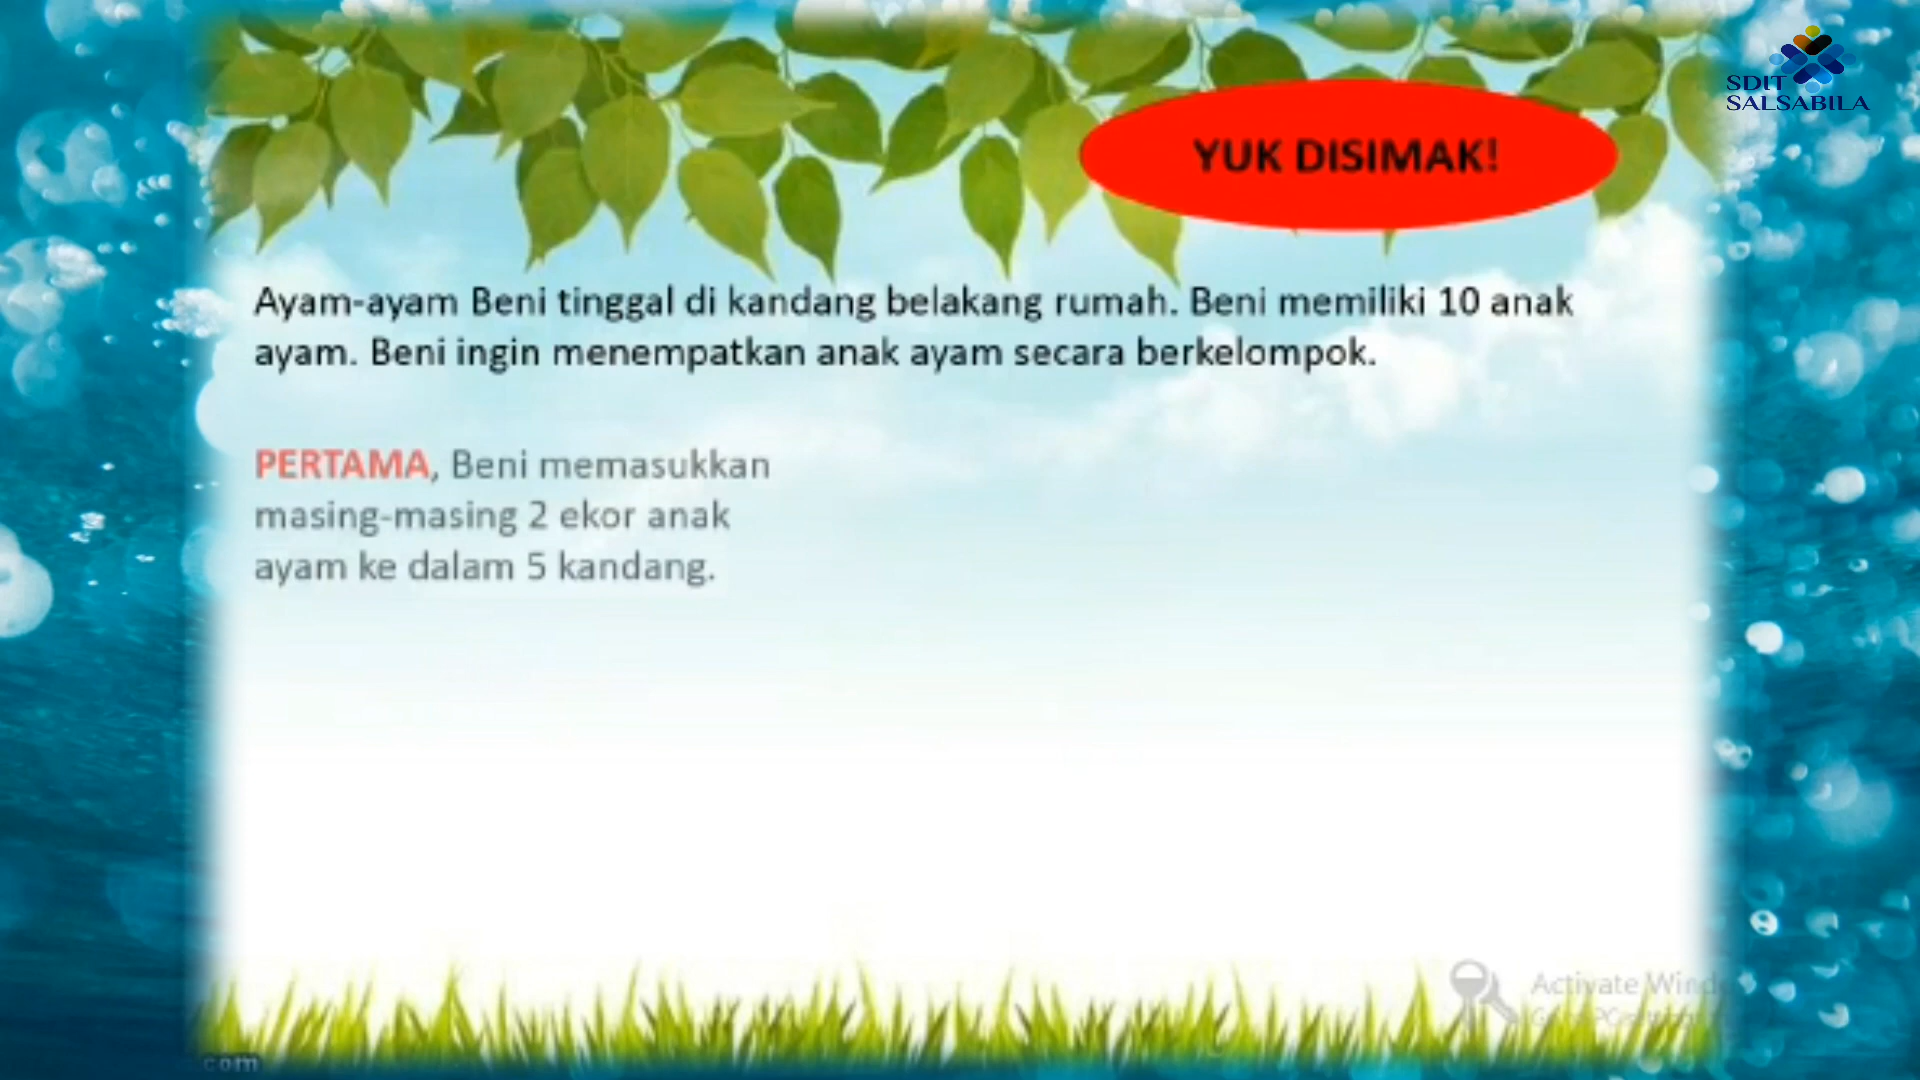 SDIT
SALSABILA
YUK DISIMAK!
Ayam-ayam Beni tinggal di kandang belakang rumah. Beni memiliki 10 anak
ayam. Beni ingin menempatkan anak ayam secara berkelompok.
PERTAMA, Beni memasukkan
masing-masing 2 ekor anak
ayam ke dalam 5 kandang.
Activate
com